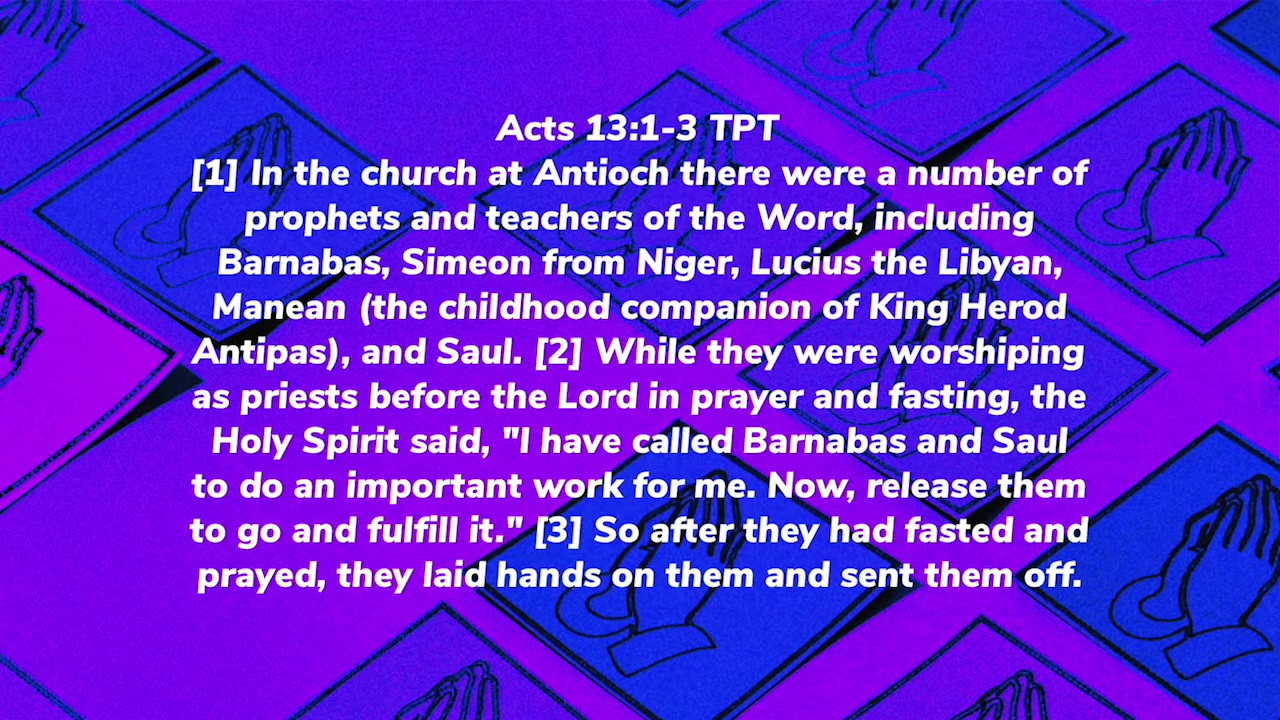 Acts 13:1-3 TPT
[1] In the church at Antioch there were a number of
prophets and teachers of the Word, including
Barnabas, Simeon from Niger, Lucius the Libyan,
Manean (the childhood companion of King Herod
Antipas), and Saul. [2] While they were worshiping
as priests before the Lord in prayer and fasting, the
Holy Spirit said, "I have called Barnabas and Saul
to do an important work for me. Now, release them
to go and fulfill it." [3] So after they had fasted and
prayed, they laid hands on them and sent them off.